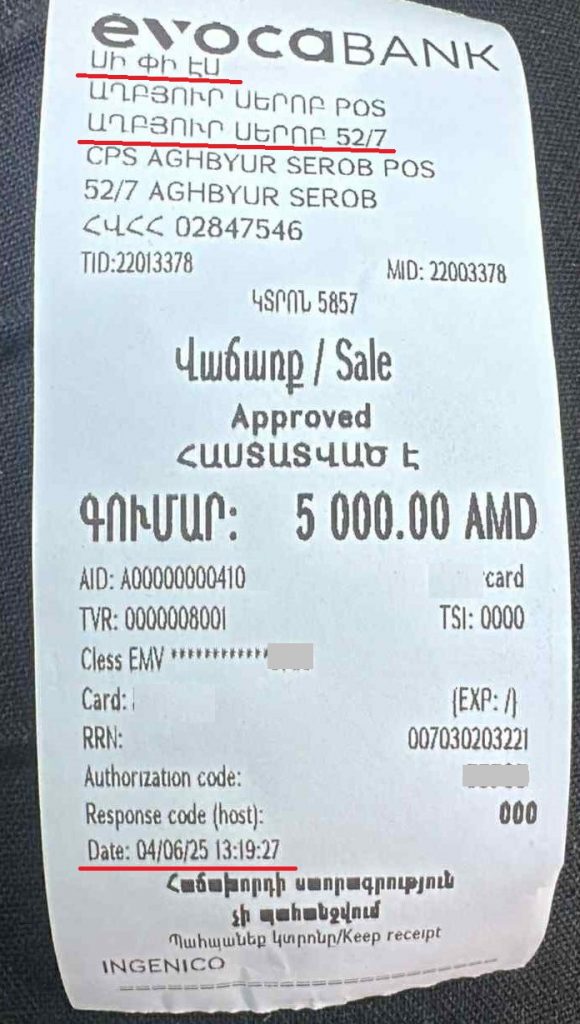 evocaBANK
ՍԻ ՓԻ ԷՍ
ԱՂԲՅՈՒՐ ՍԵՐՈԲ POS
ԱՂԲՅՈՒՐ ՍԵՐՈԲ 52/7
CPS AGHBYUR SEROB POS
52/7 AGHBYUR SEROB
ՀՎՀՀ 02847546
TID:22013378 MID: 22003378
ԿՏՐՈՆ 5857
Վաճառք / Sale
Approved
ՀԱՍՏԱՏՎԱԾ Է
ԳՈՒՄԱՐ: 5 000.00 AMD
AID: A00000000410 card
TVR: 0000008001 TSI: 0000
Cless EMV ************
Card: (EXP: /)
RRN: 007030203221
Authorization code:
Response code (host): 000
Date: 04/06/25 13:19:27
Հաճախորդի ստորագրություն
չի պահանջվում
Պահպանեք կտրոնը/Keep receipt
INGENICO